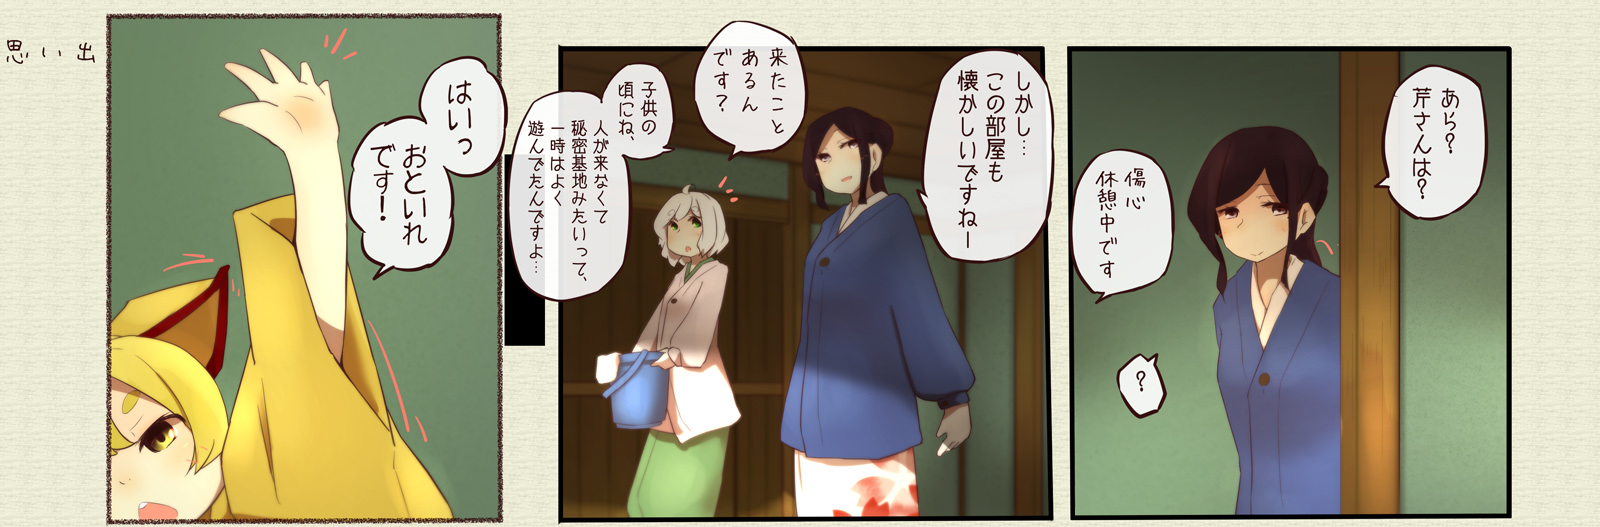 あら？
芹さんは？
傷心
休憩中です
？
しかし…
この部屋も
懐かしいですねー
来たこと
あるん
です？
子供の
頃にね、
人が来なくて
秘密基地みたいって、
一時はよく
遊んでたんですよ…
はいっ
おといれ
です！
思い出